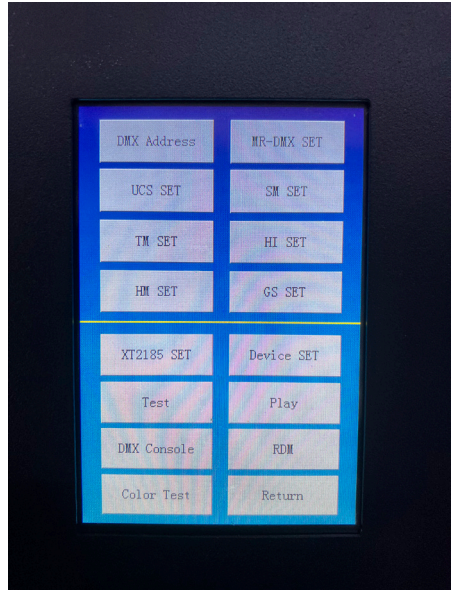 DMX Address
MR-DMX SET
UCS SET
SM SET
TM SET
HI SET
HM SET
GS SET
XT2185 SET
Device SET
Test
Play
DMX Console
RDM
Color Test
Return